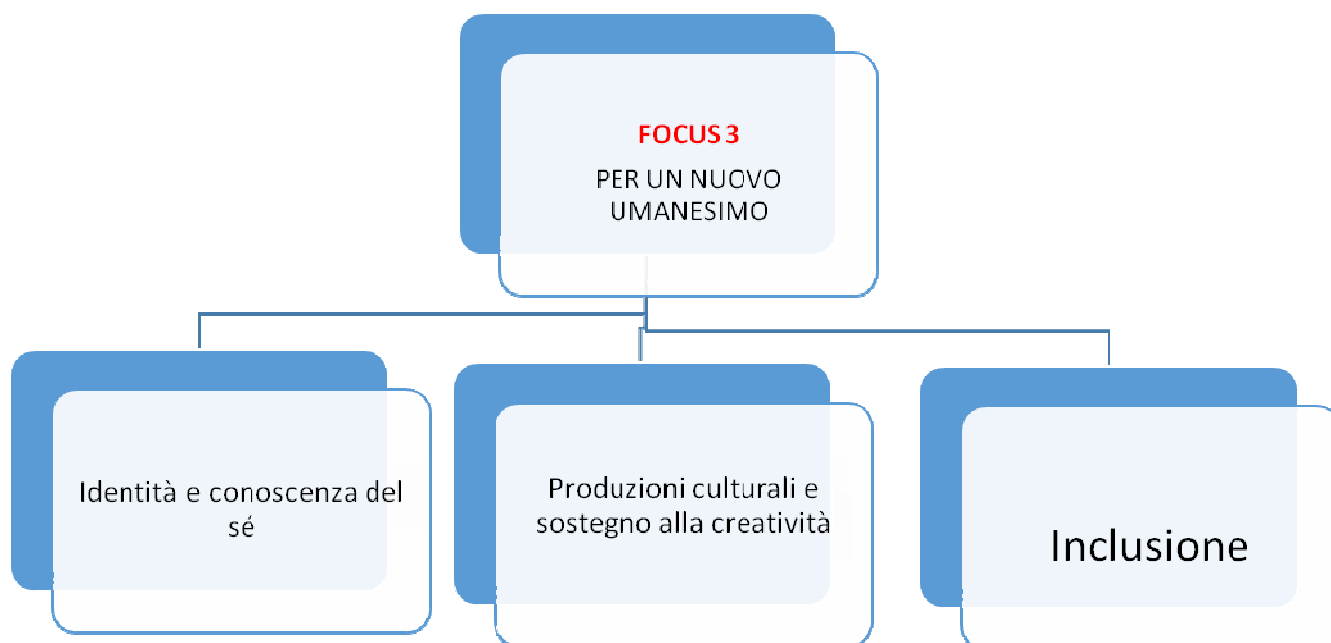 FOCUS 3
PER UN NUOVO
UMANESIMO
Identità e conoscenza del
sé
Produzioni culturali e
sostegno alla creatività
Inclusione